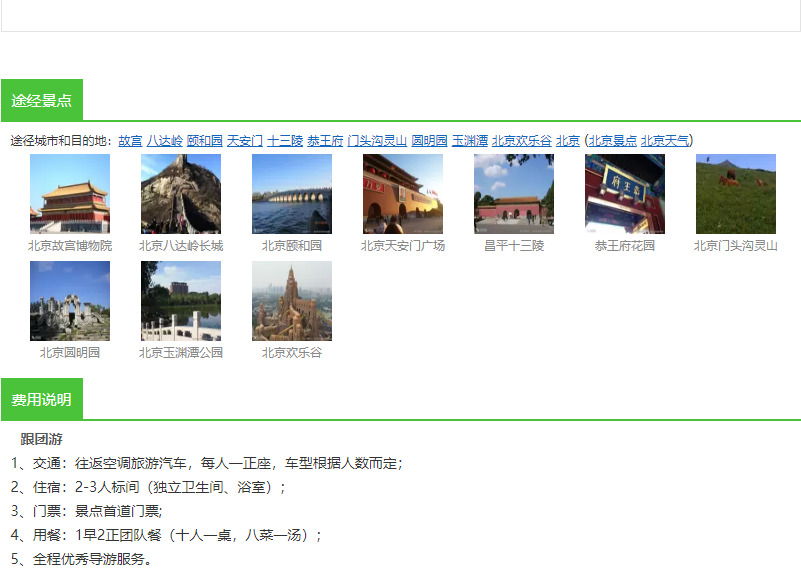 途经景点
途径城市和目的地：故宫 八达岭 颐和园 天安门 十三陵 恭王府 门头沟灵山 圆明园 玉渊潭 北京欢乐谷 北京 (北京景点 北京天气)
府王恭
北京故宫博物院 北京八达岭长城 北京颐和园 北京天安门广场 昌平十三陵 恭王府花园 北京门头沟灵山
北京圆明园 北京玉渊潭公园 北京欢乐谷
费用说明
跟团游
1、交通：往返空调旅游汽车，每人一正座，车型根据人数而定；
2、住宿：2-3人标间（独立卫生间、浴室）；
3、门票：景点首道门票;
4、用餐：1早2正团队餐（十人一桌，八菜一汤）；
5、全程优秀导游服务。